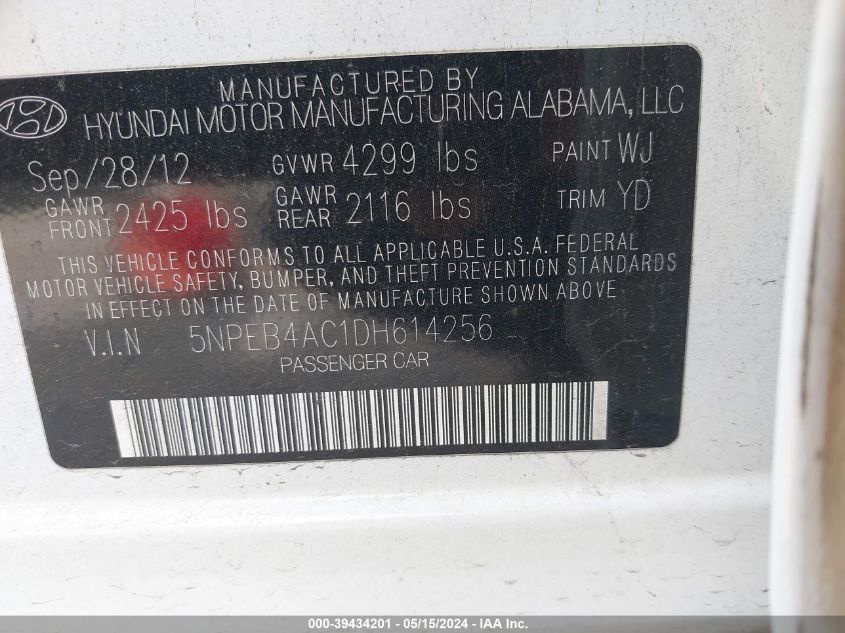 MANUFACTURED BY
HYUNDAI MOTOR MANUFACTURING ALABAMA, LLC
Sep/28/12 GVWR 4299 lbs PAINT WJ
GAWR FRONT 2425 lbs GAWR REAR 2116 lbs TRIM YD
THIS VEHICLE CONFORMS TO ALL APPLICABLE U.S.A. FEDERAL
MOTOR VEHICLE SAFETY, BUMPER, AND THEFT PREVENTION STANDARDS
IN EFFECT ON THE DATE OF MANUFACTURE SHOWN ABOVE.
V.I.N 5NPEB4AC1DH614256
PASSENGER CAR
000-39434201 - 05/15/2024 - IAA Inc.